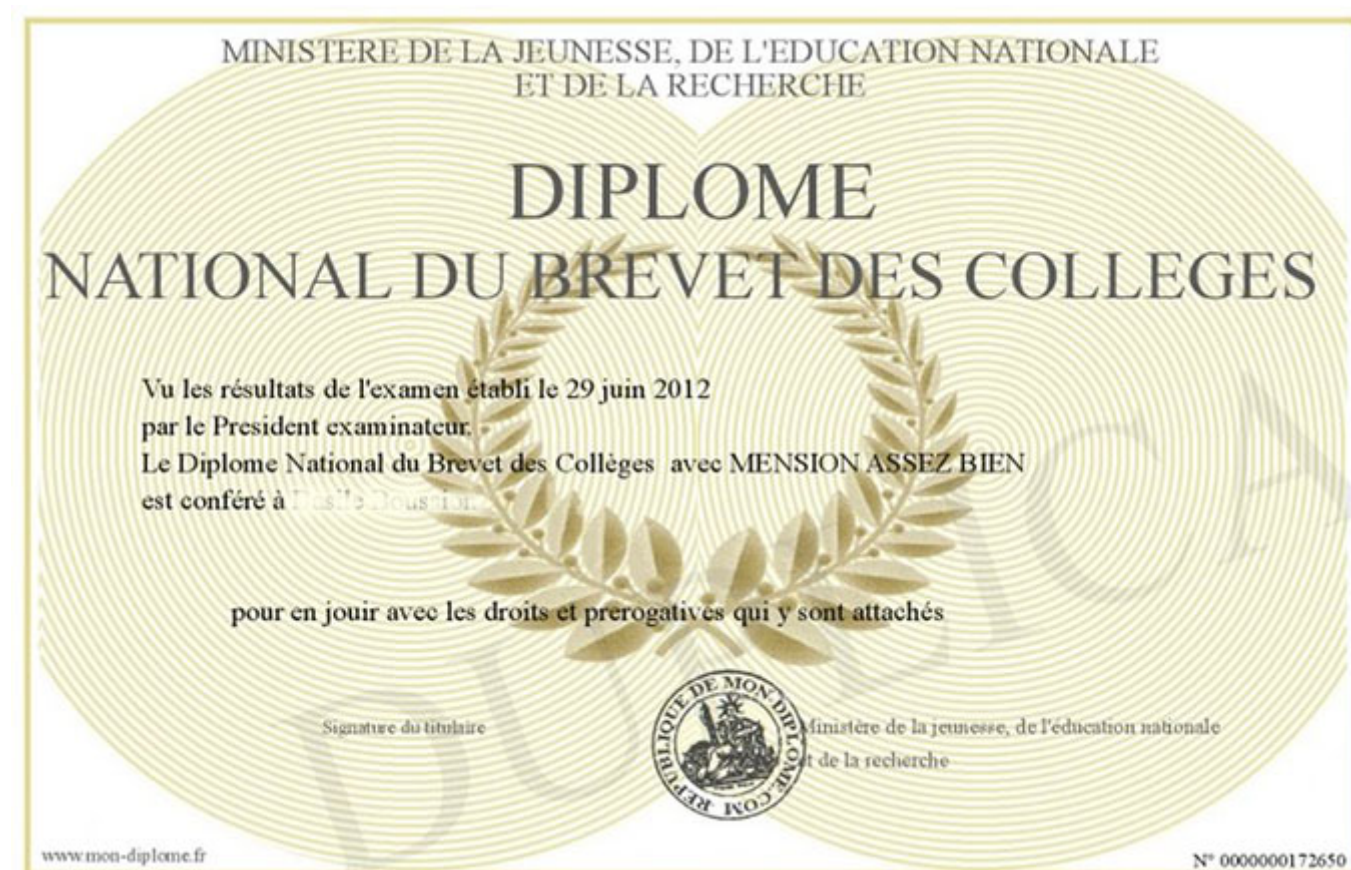 MINISTERE DE LA JEUNESSE, DE L'EDUCATION NATIONALE
ET DE LA RECHERCHE
DIPLOME
NATIONAL DU BREVET DES COLLEGES
Vu les résultats de l'examen établi le 29 juin 2012
par le President examinateur.
Le Diplome National du Brevet des Collèges avec MENSION ASSEZ BIEN
est conféré à
pour en jouir avec les droits et prerogatives qui y sont attachés
Signature du titulaire
Ministère de la jeunesse, de l'éducation nationale
et de la recherche
REPUBLIQUE DE MON-DIPLOME.COM
www.mon-diplome.fr
N° 0000000172650